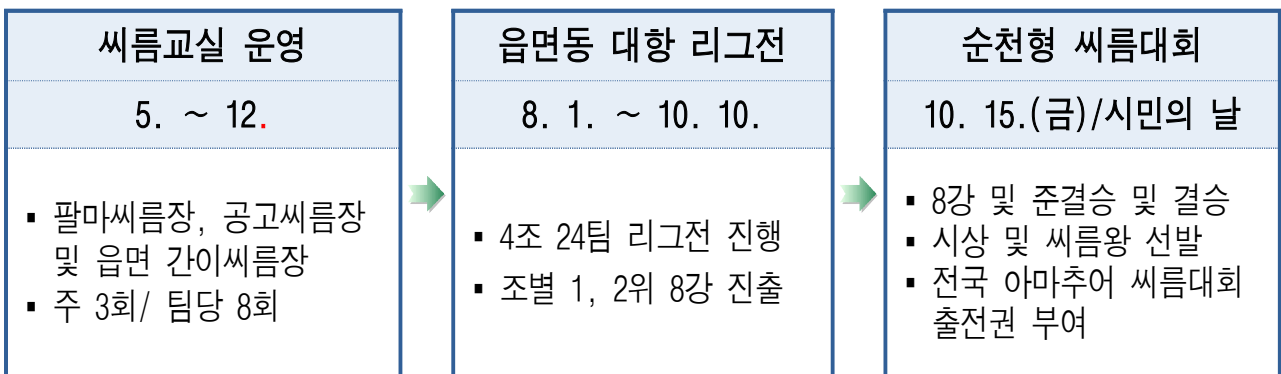 씨름교실 운영
5. ~ 12.
▪ 팔마씨름장, 공고씨름장
및 읍면 간이씨름장
▪ 주 3회/ 팀당 8회
읍면동 대항 리그전
8. 1. ~ 10. 10.
▪ 4조 24팀 리그전 진행
▪ 조별 1, 2위 8강 진출
순천형 씨름대회
10. 15.(금)/시민의 날
▪ 8강 및 준결승 및 결승
▪ 시상 및 씨름왕 선발
▪ 전국 아마추어 씨름대회
출전권 부여